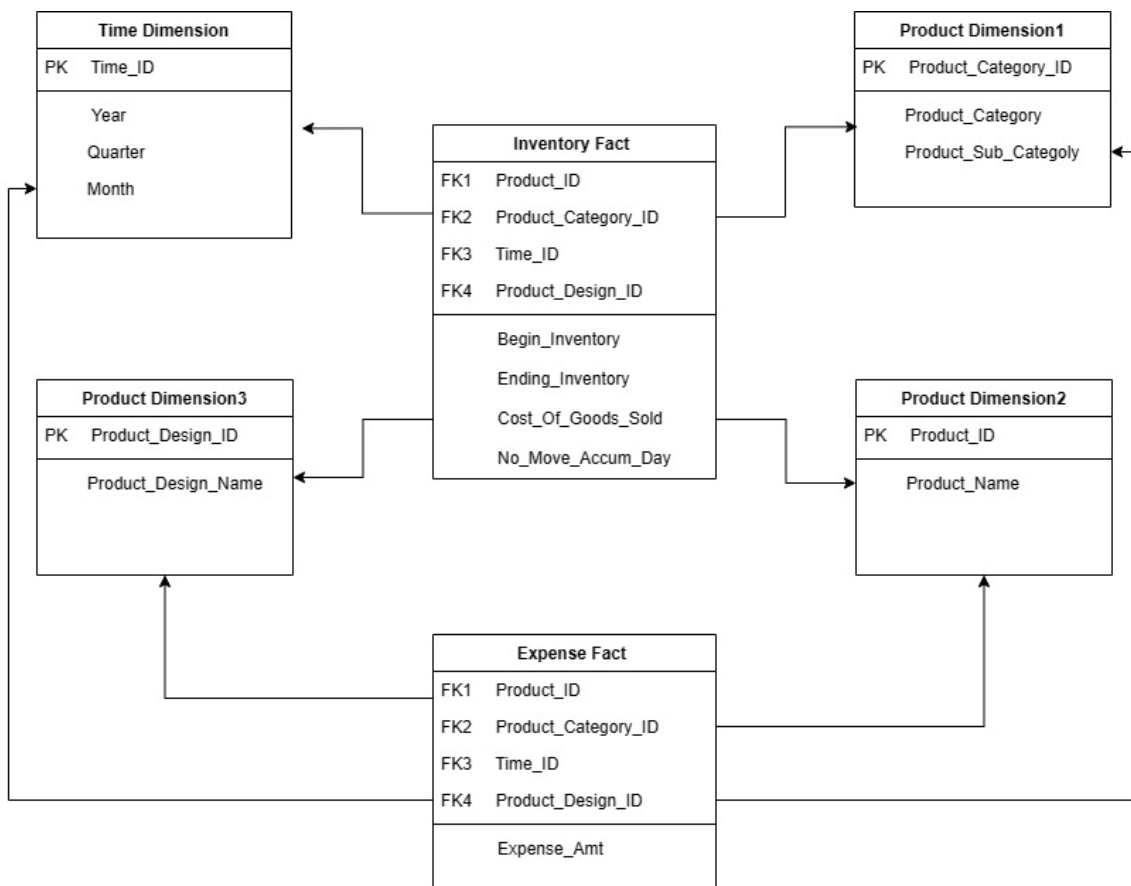 Time Dimension
PK Time_ID
Year
Quarter
Month
Product Dimension1
PK Product_Category_ID
Product_Category
Product_Sub_Categoly
Inventory Fact
FK1 Product_ID
FK2 Product_Category_ID
FK3 Time_ID
FK4 Product_Design_ID
Begin_Inventory
Ending_Inventory
Cost_Of_Goods_Sold
No_Move_Accum_Day
Product Dimension3
PK Product_Design_ID
Product_Design_Name
Product Dimension2
PK Product_ID
Product_Name
Expense Fact
FK1 Product_ID
FK2 Product_Category_ID
FK3 Time_ID
FK4 Product_Design_ID
Expense_Amt